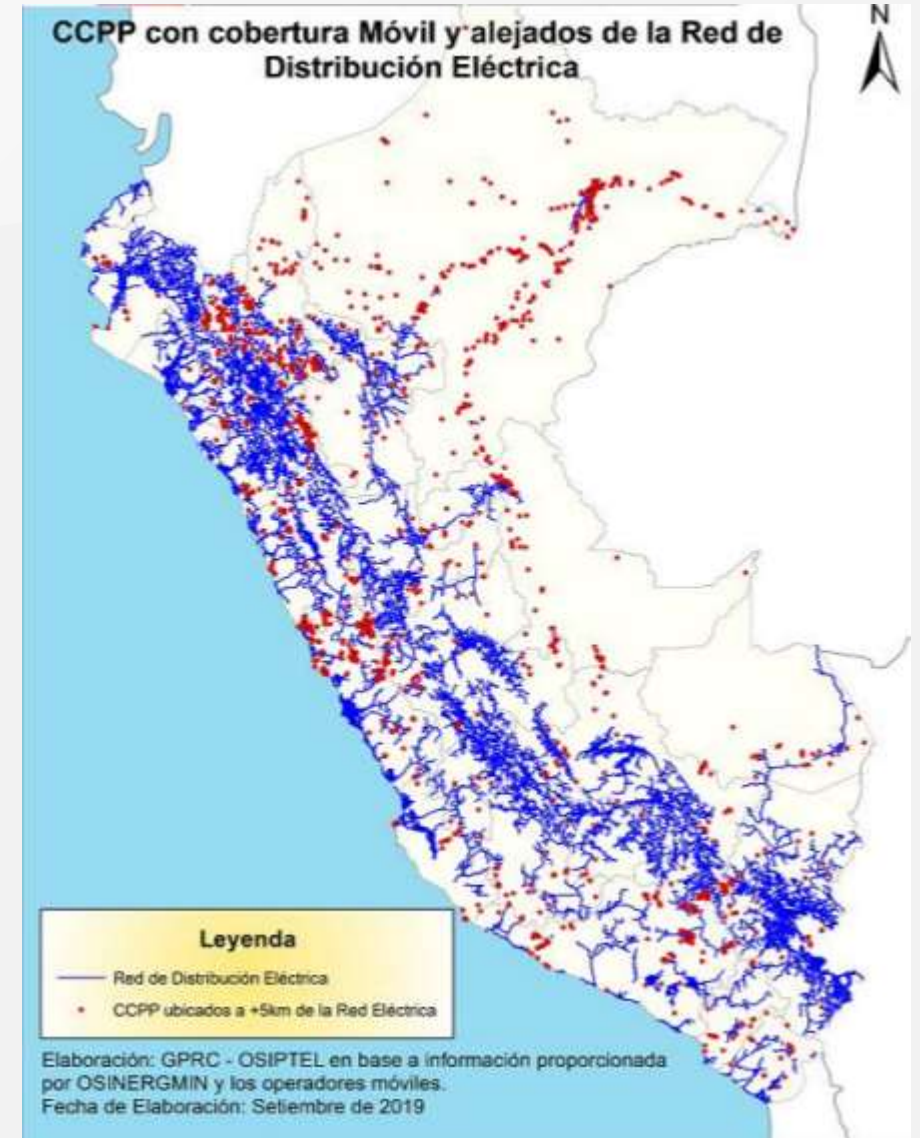 CCPP con cobertura Móvil y alejados de la Red de
Distribución Eléctrica
N
Leyenda
Red de Distribución Eléctrica
CCPP ubicados a +5km de la Red Eléctrica
Elaboración: GPRC - OSIPTEL en base a información proporcionada
por OSINERGMIN y los operadores móviles.
Fecha de Elaboración: Setiembre de 2019